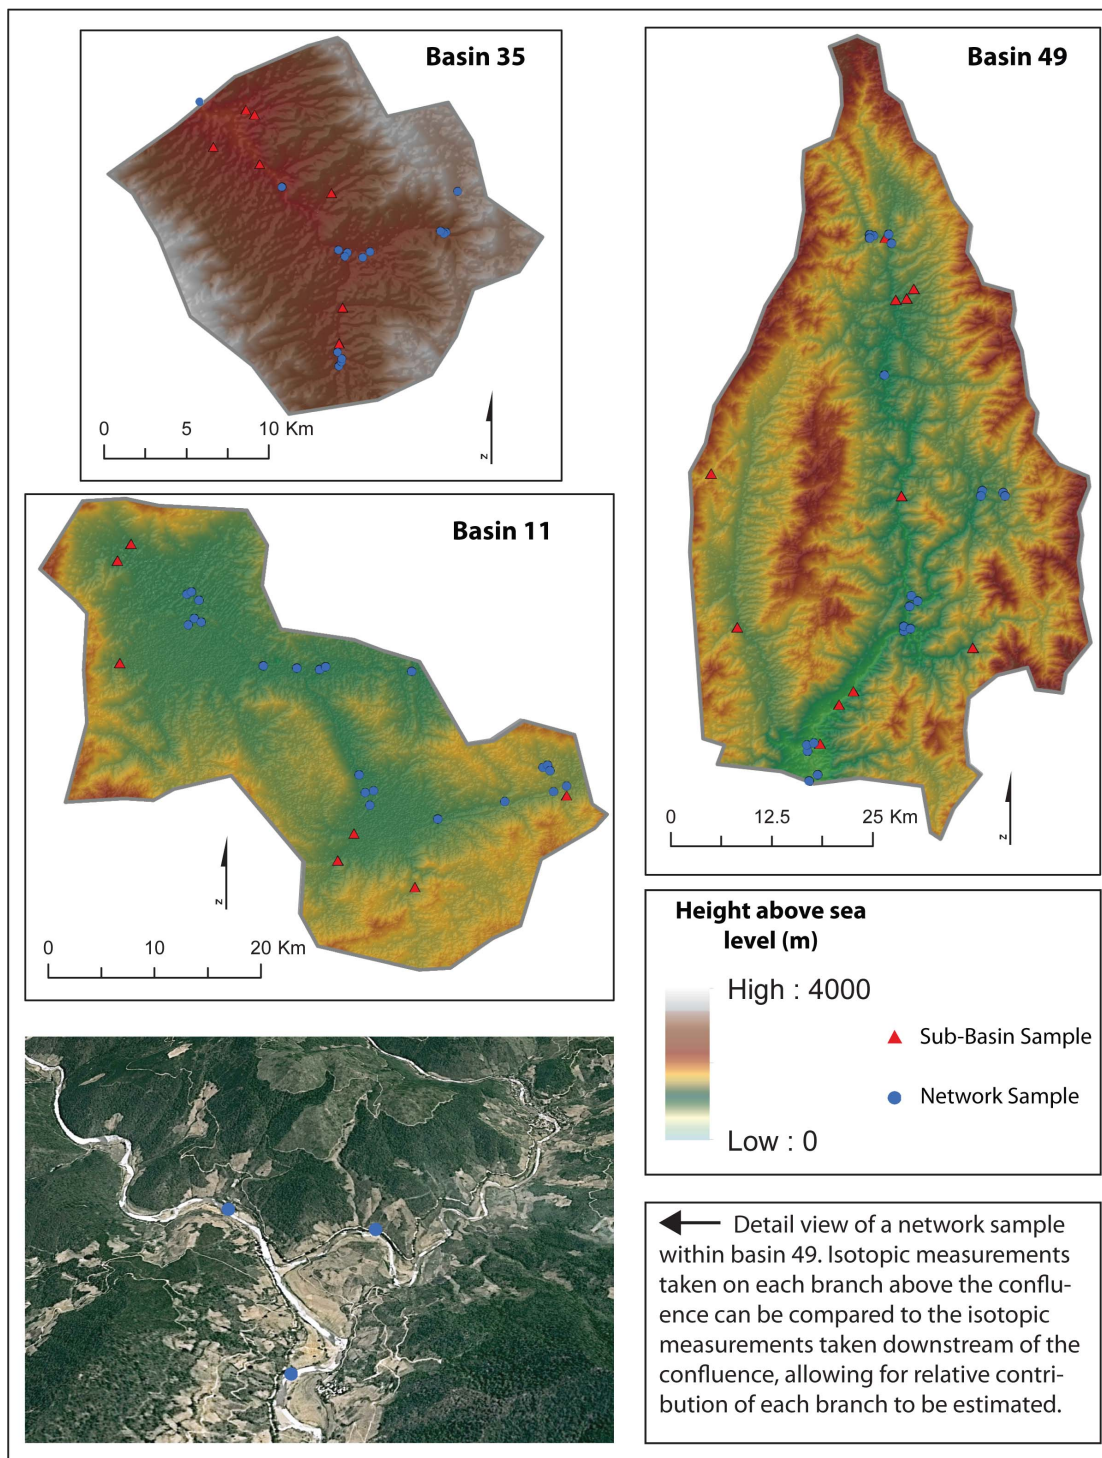 Basin 35
0 5 10 Km
z
Basin 49
0 12.5 25 Km
z
Basin 11
z
0 10 20 Km
Height above sea
level (m)
High : 4000
Low : 0
Sub-Basin Sample
Network Sample
Detail view of a network sample
within basin 49. Isotopic measurements
taken on each branch above the conflu-
ence can be compared to the isotopic
measurements taken downstream of the
confluence, allowing for relative contri-
bution of each branch to be estimated.